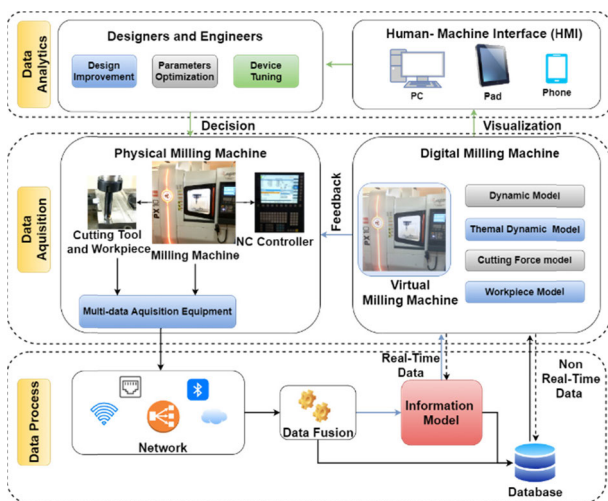 Data
Analytics
Designers and Engineers
Design
Improvement
Parameters
Optimization
Device
Tuning
Human- Machine Interface (HMI)
PC
Pad
Phone
Decision
Visualization
Data
Aquisition
Physical Milling Machine
Cutting Tool
and Workpiece
Milling Machine
NC Controller
Multi-data Aquisition Equipment
Feedback
Digital Milling Machine
Virtual
Milling Machine
Dynamic Model
Themal Dynamic Model
Cutting Force model
Workpiece Model
Data Process
Network
Data Fusion
Real-Time
Data
Information
Model
Non
Real-Time
Data
Database